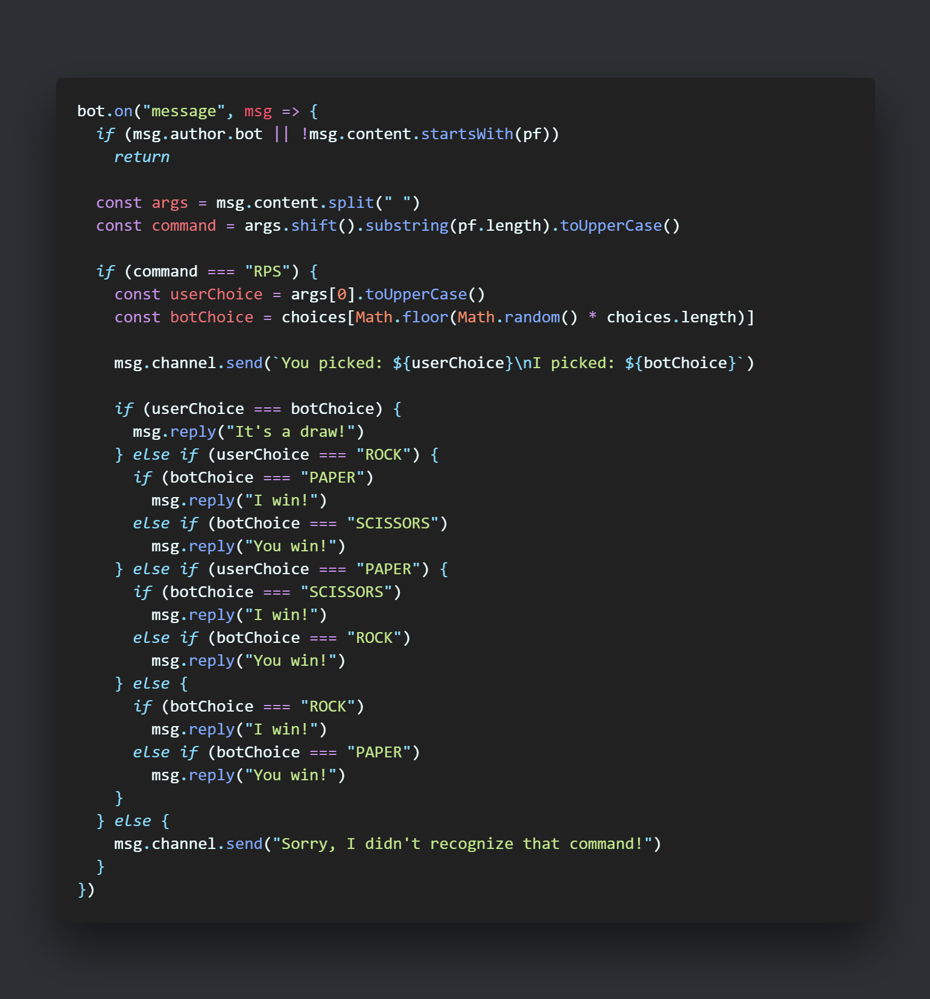 bot.on("message", msg => {
  if (msg.author.bot || !msg.content.startsWith(pf))
    return

  const args = msg.content.split(" ")
  const command = args.shift().substring(pf.length).toUpperCase()

  if (command === "RPS") {
    const userChoice = args[0].toUpperCase()
    const botChoice = choices[Math.floor(Math.random() * choices.length)]

    msg.channel.send(`You picked: ${userChoice}\nI picked: ${botChoice}`)

    if (userChoice === botChoice) {
      msg.reply("It's a draw!")
    } else if (userChoice === "ROCK") {
      if (botChoice === "PAPER")
        msg.reply("I win!")
      else if (botChoice === "SCISSORS")
        msg.reply("You win!")
    } else if (userChoice === "PAPER") {
      if (botChoice === "SCISSORS")
        msg.reply("I win!")
      else if (botChoice === "ROCK")
        msg.reply("You win!")
    } else {
      if (botChoice === "ROCK")
        msg.reply("I win!")
      else if (botChoice === "PAPER")
        msg.reply("You win!")
    }
  } else {
    msg.channel.send("Sorry, I didn't recognize that command!")
  }
})